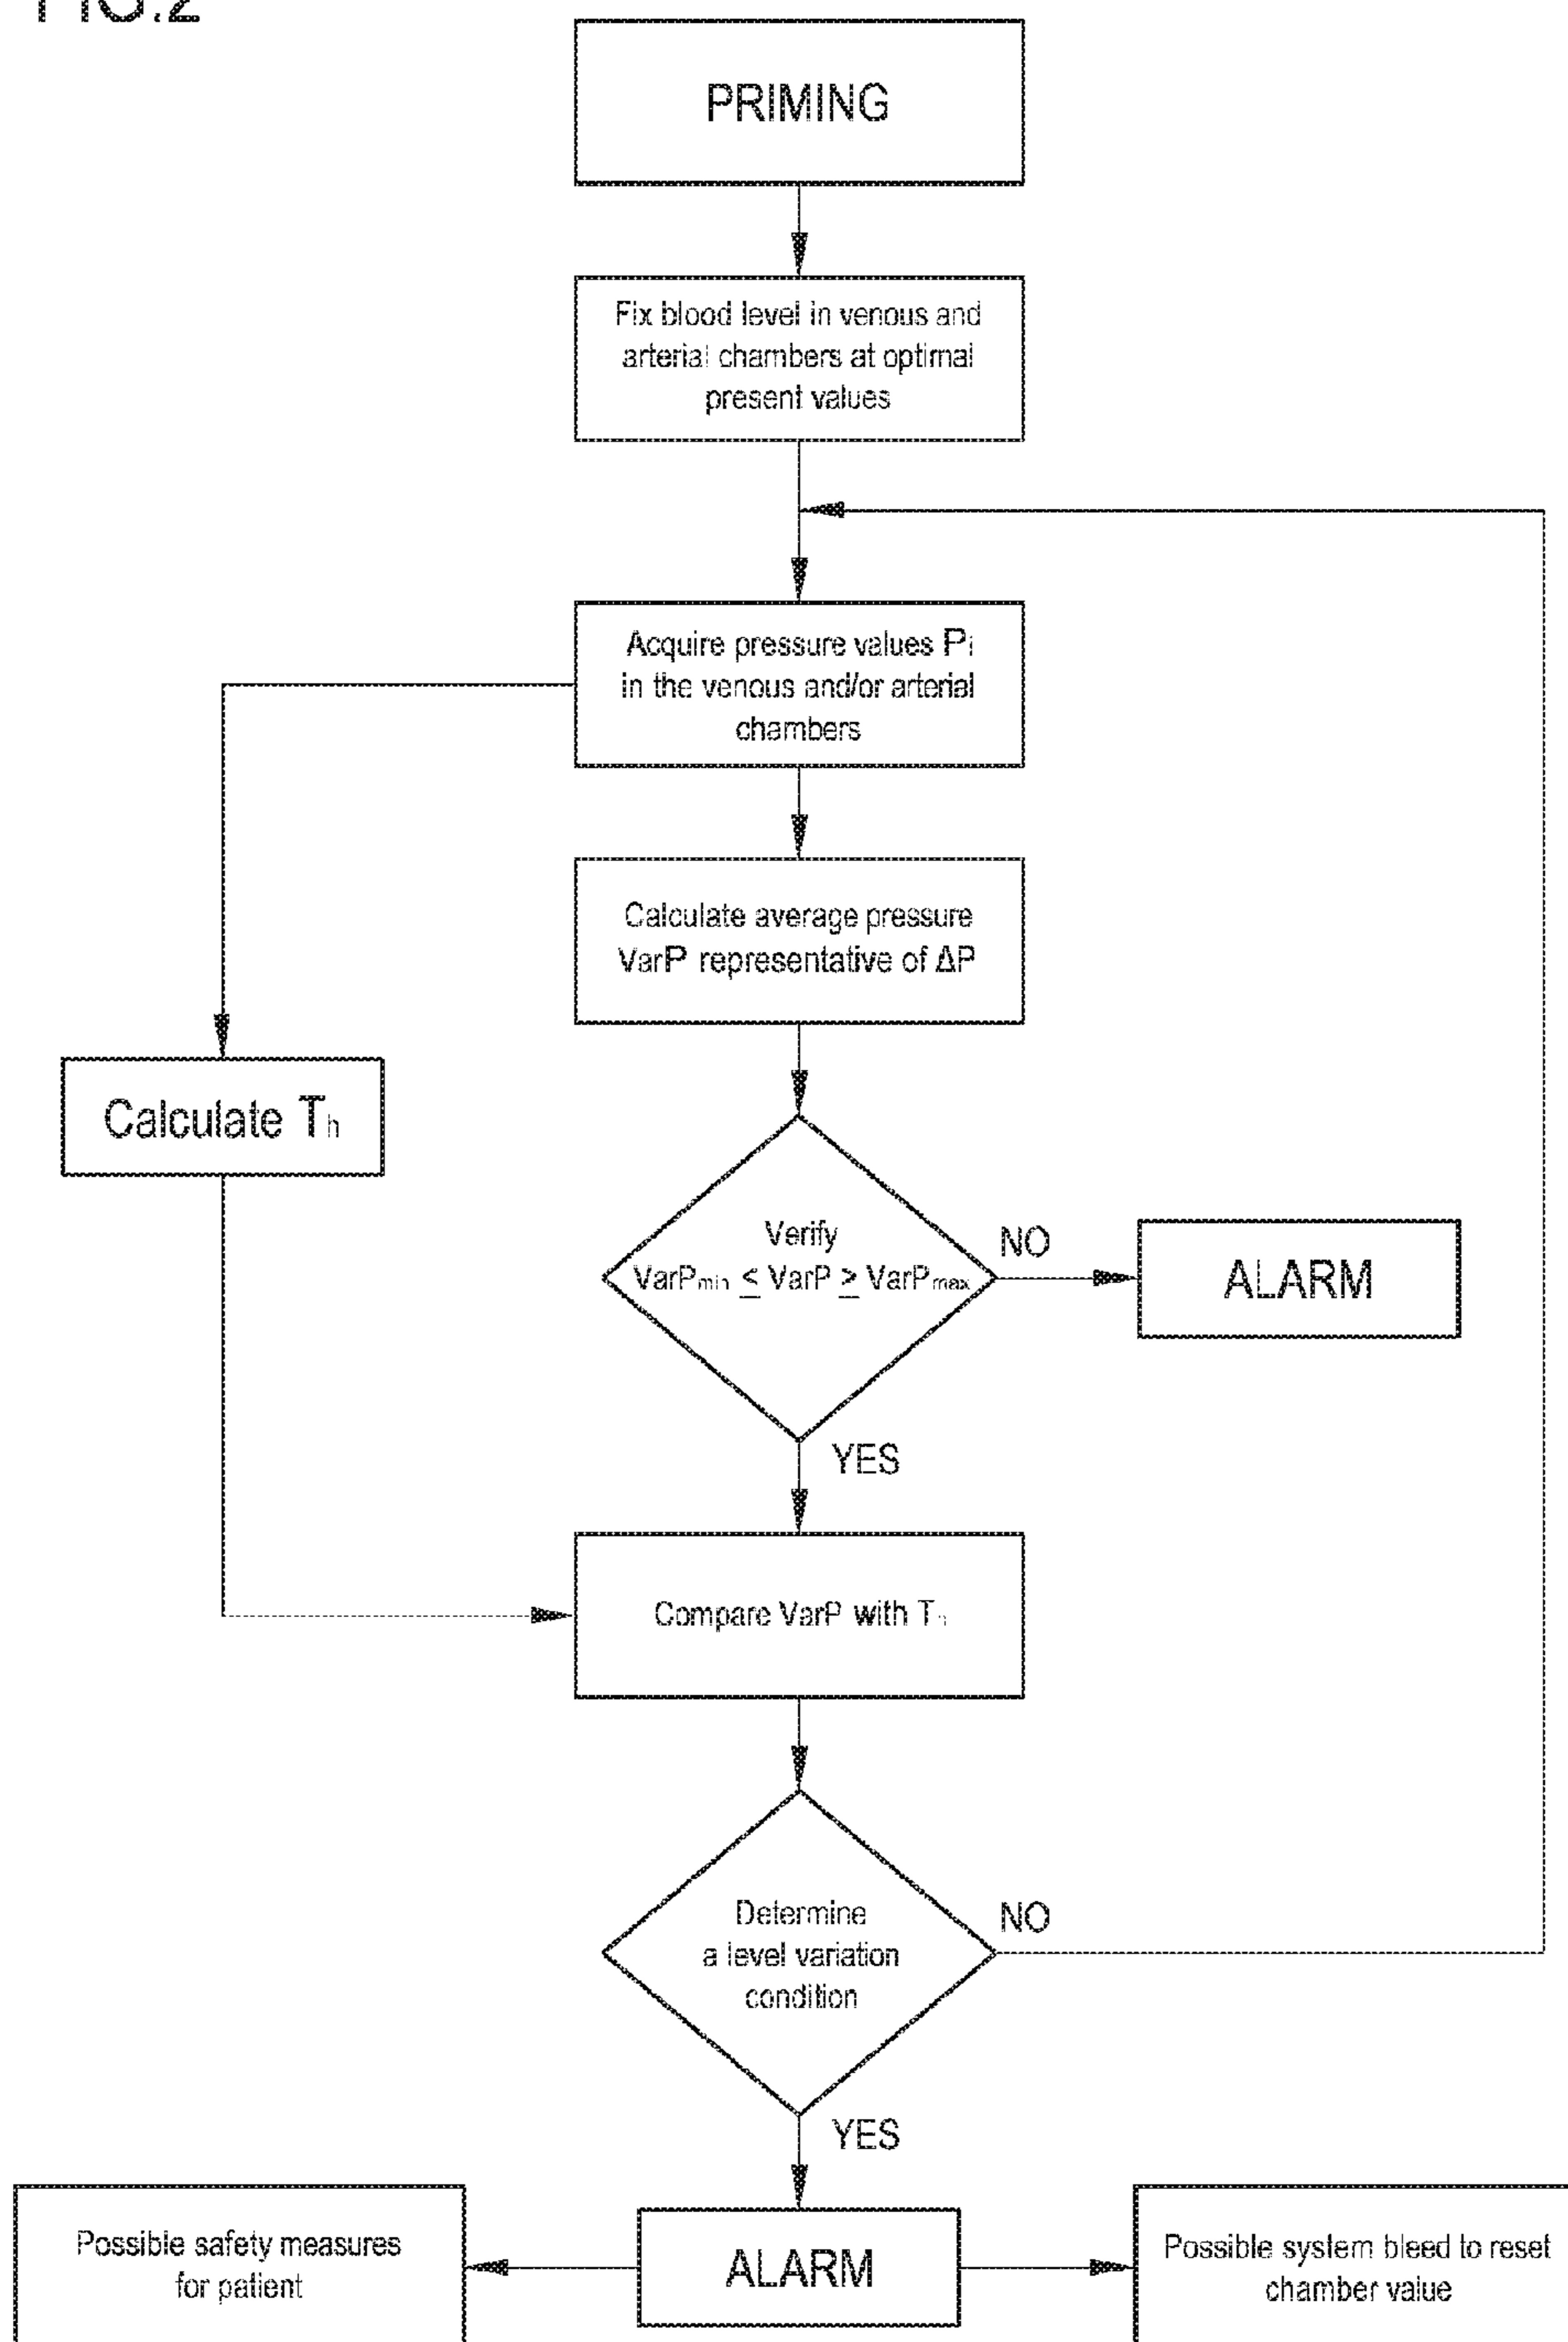 FIG.2
PRIMING
Fix blood level in venous and
arterial chambers at optimal
present values
Acquire pressure values Pi
in the venous and/or arterial
chambers
Calculate average pressure
VarP representative of ΔP
Calculate Th
Verify
VarPmin ≤ VarP ≥ VarPmax
NO
ALARM
YES
Compare VarP with Th
Determine
a level variation
condition
NO
YES
Possible safety measures
for patient
ALARM
Possible system bleed to reset
chamber value